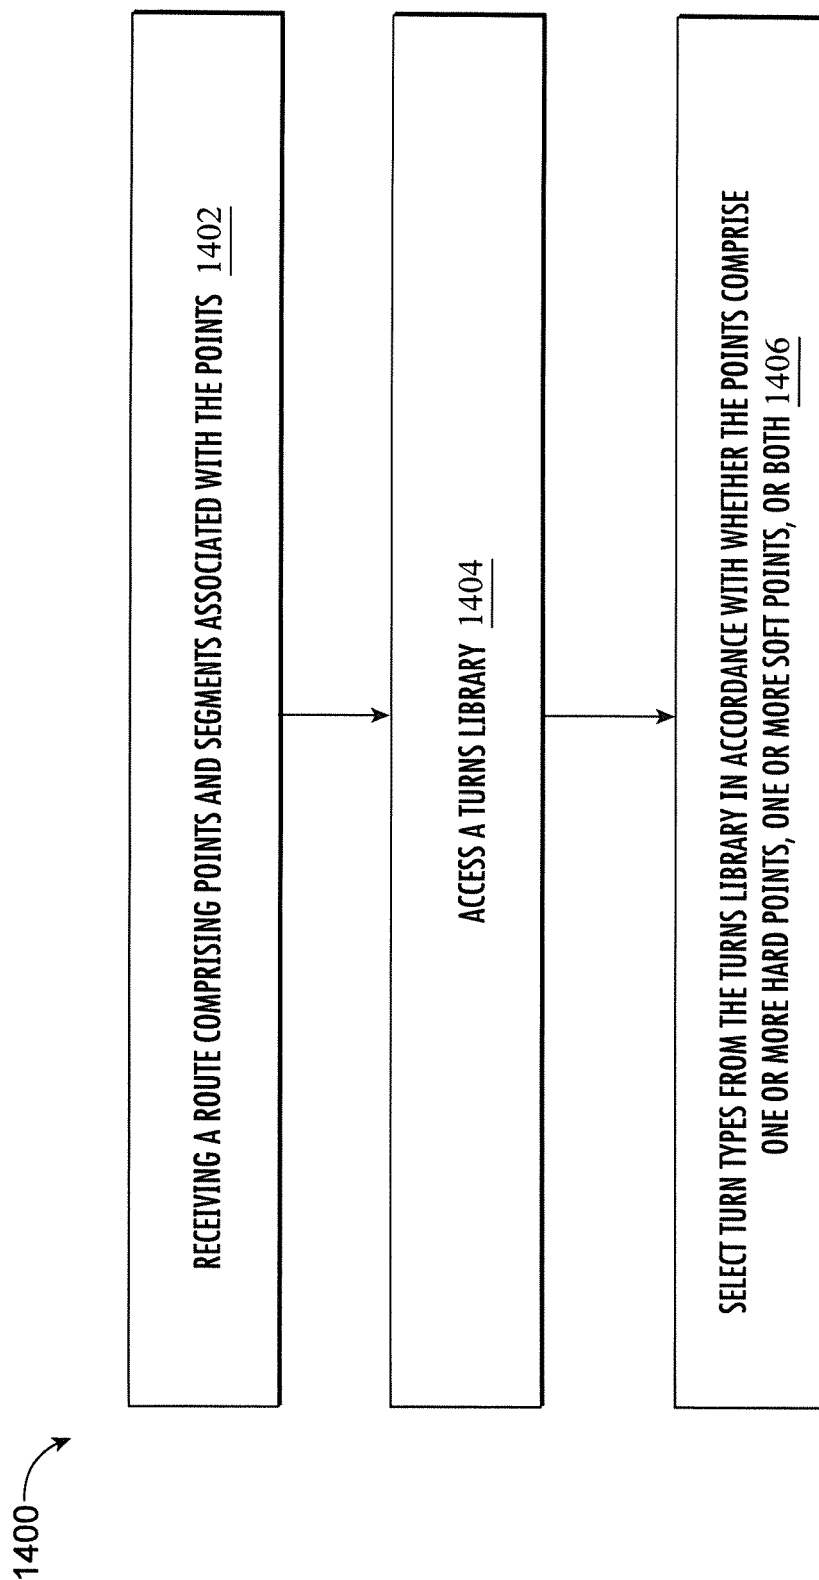 1400
RECEIVING A ROUTE COMPRISING POINTS AND SEGMENTS ASSOCIATED WITH THE POINTS 1402
ACCESS A TURNS LIBRARY 1404
SELECT TURN TYPES FROM THE TURNS LIBRARY IN ACCORDANCE WITH WHETHER THE POINTS COMPRISE
ONE OR MORE HARD POINTS, ONE OR MORE SOFT POINTS, OR BOTH 1406